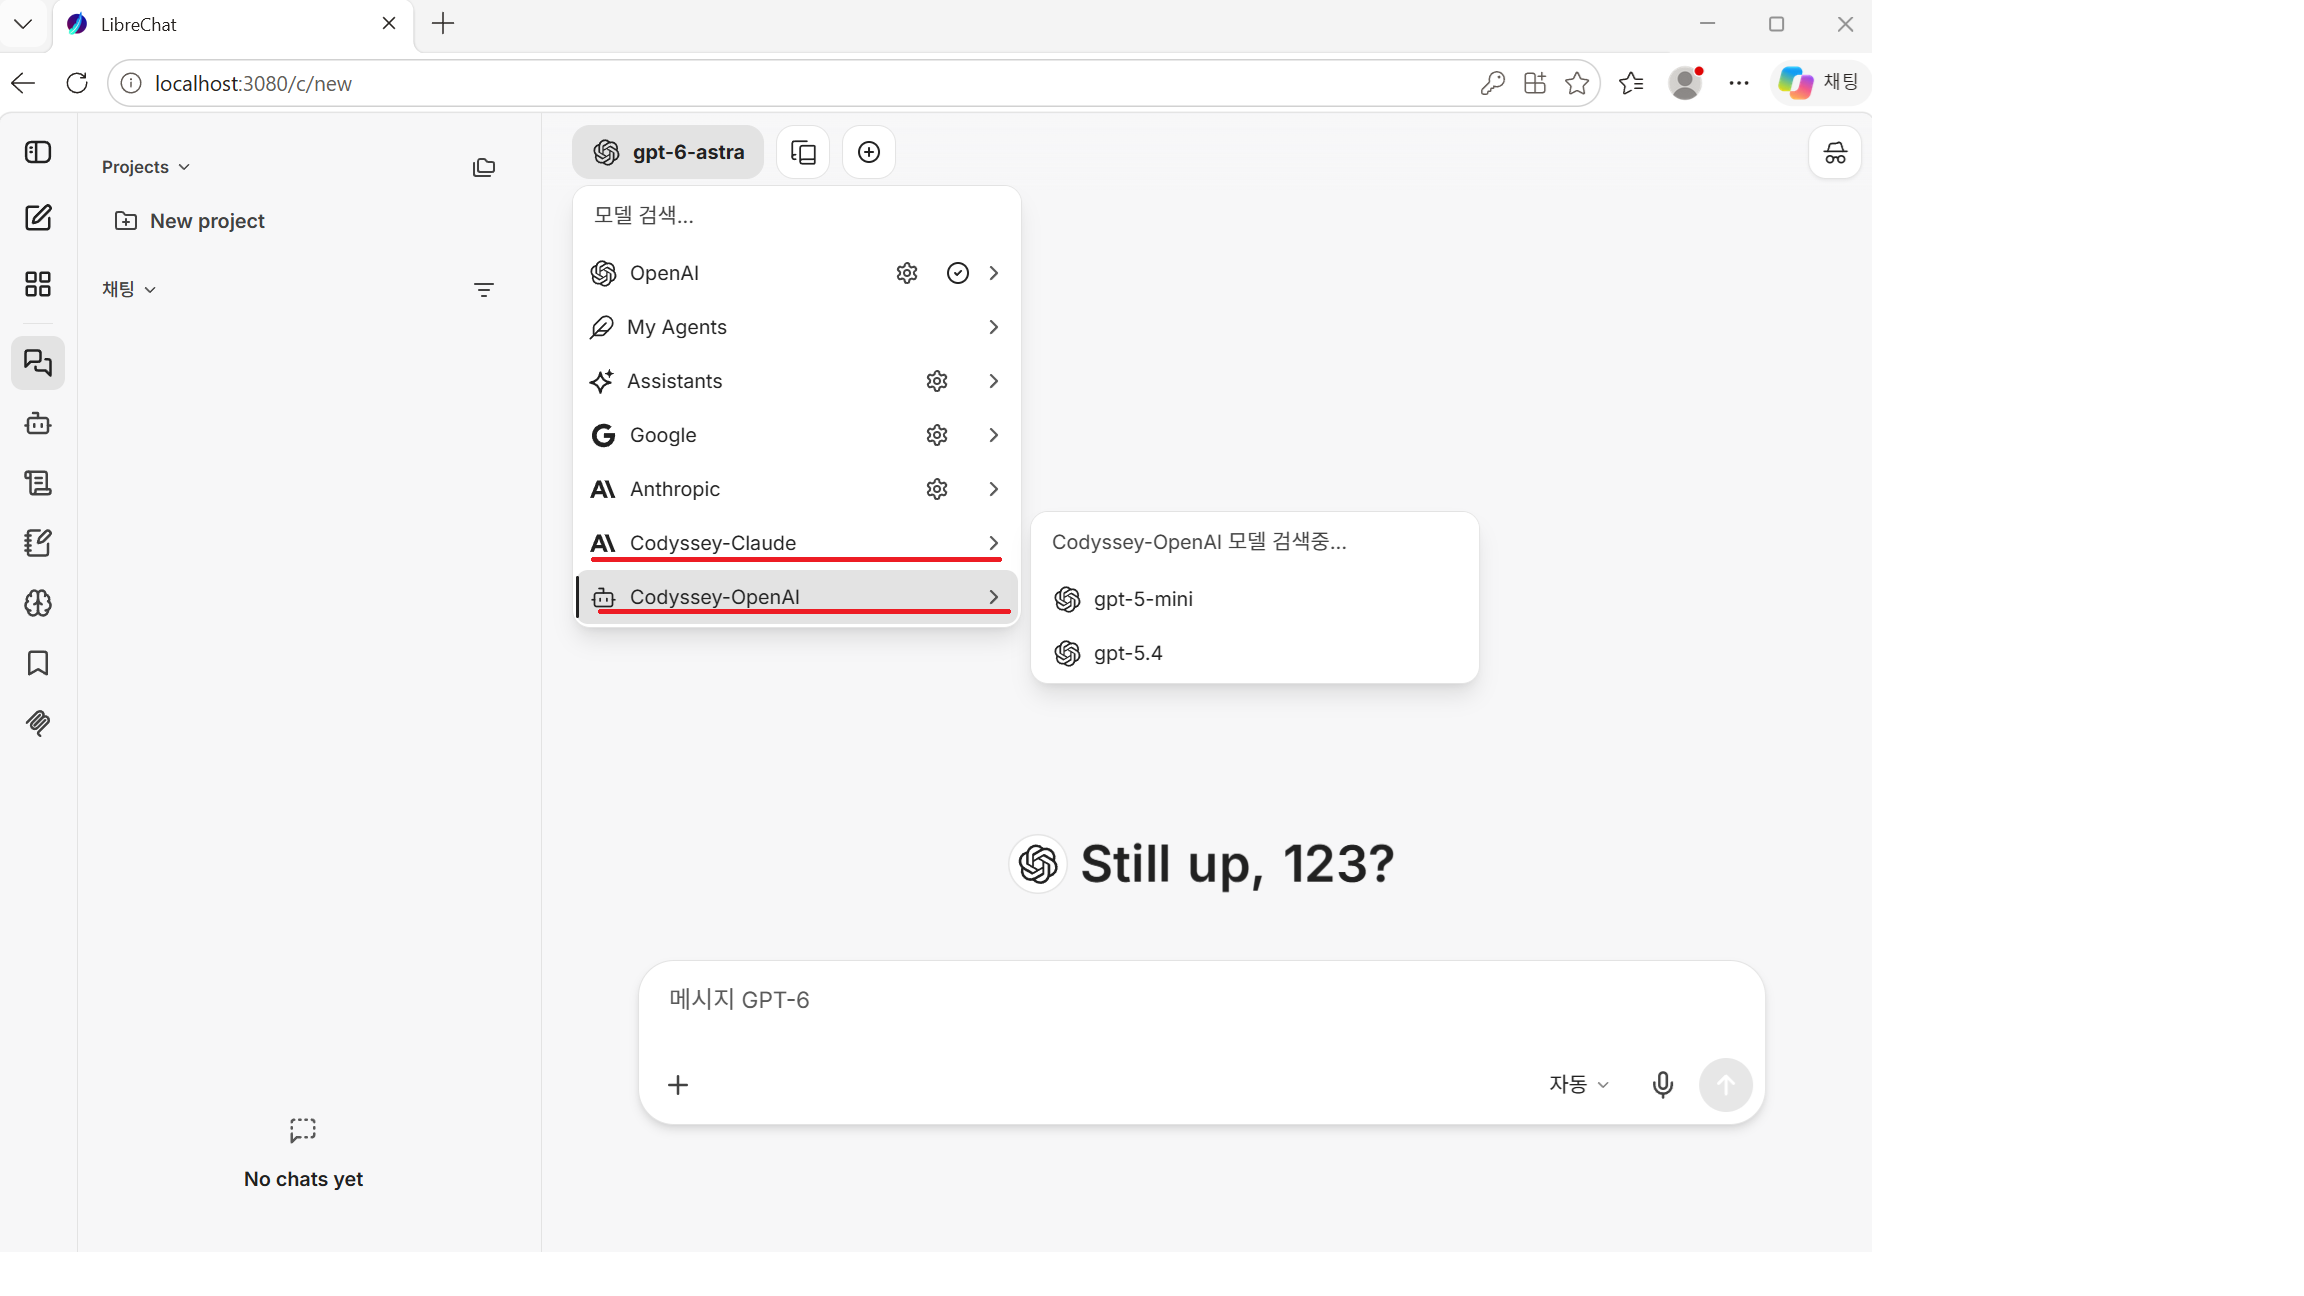 LibreChat
localhost:3080/c/new
채팅
Projects
New project
채팅
No chats yet
gpt-6-astra
모델 검색...
OpenAI
My Agents
Assistants
Google
Anthropic
Codyssey-Claude
Codyssey-OpenAI
Codyssey-OpenAI 모델 검색중...
gpt-5-mini
gpt-5.4
Still up, 123?
메시지 GPT-6
자동